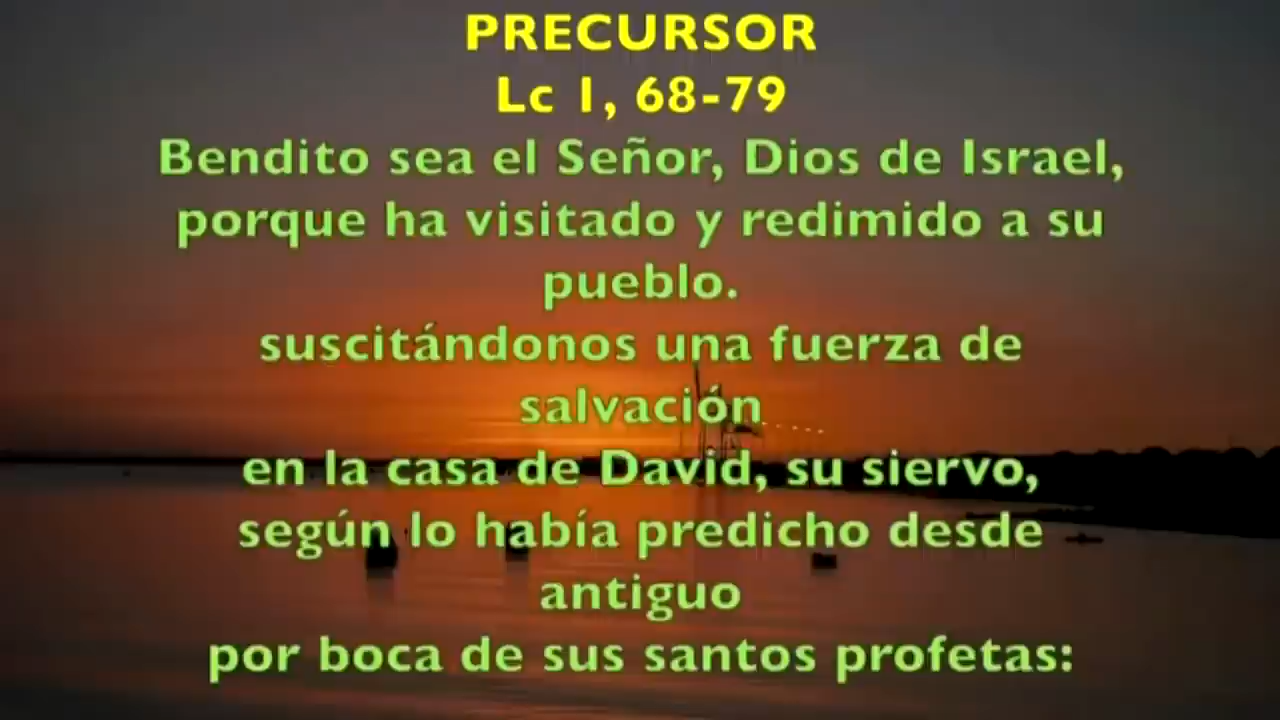 PRECURSOR
Lc 1, 68-79
Bendito sea el Señor, Dios de Israel,
porque ha visitado y redimido a su
pueblo.
suscitándonos una fuerza de
salvación
en la casa de David, su siervo,
según lo había predicho desde
antiguo
por boca de sus santos profetas: